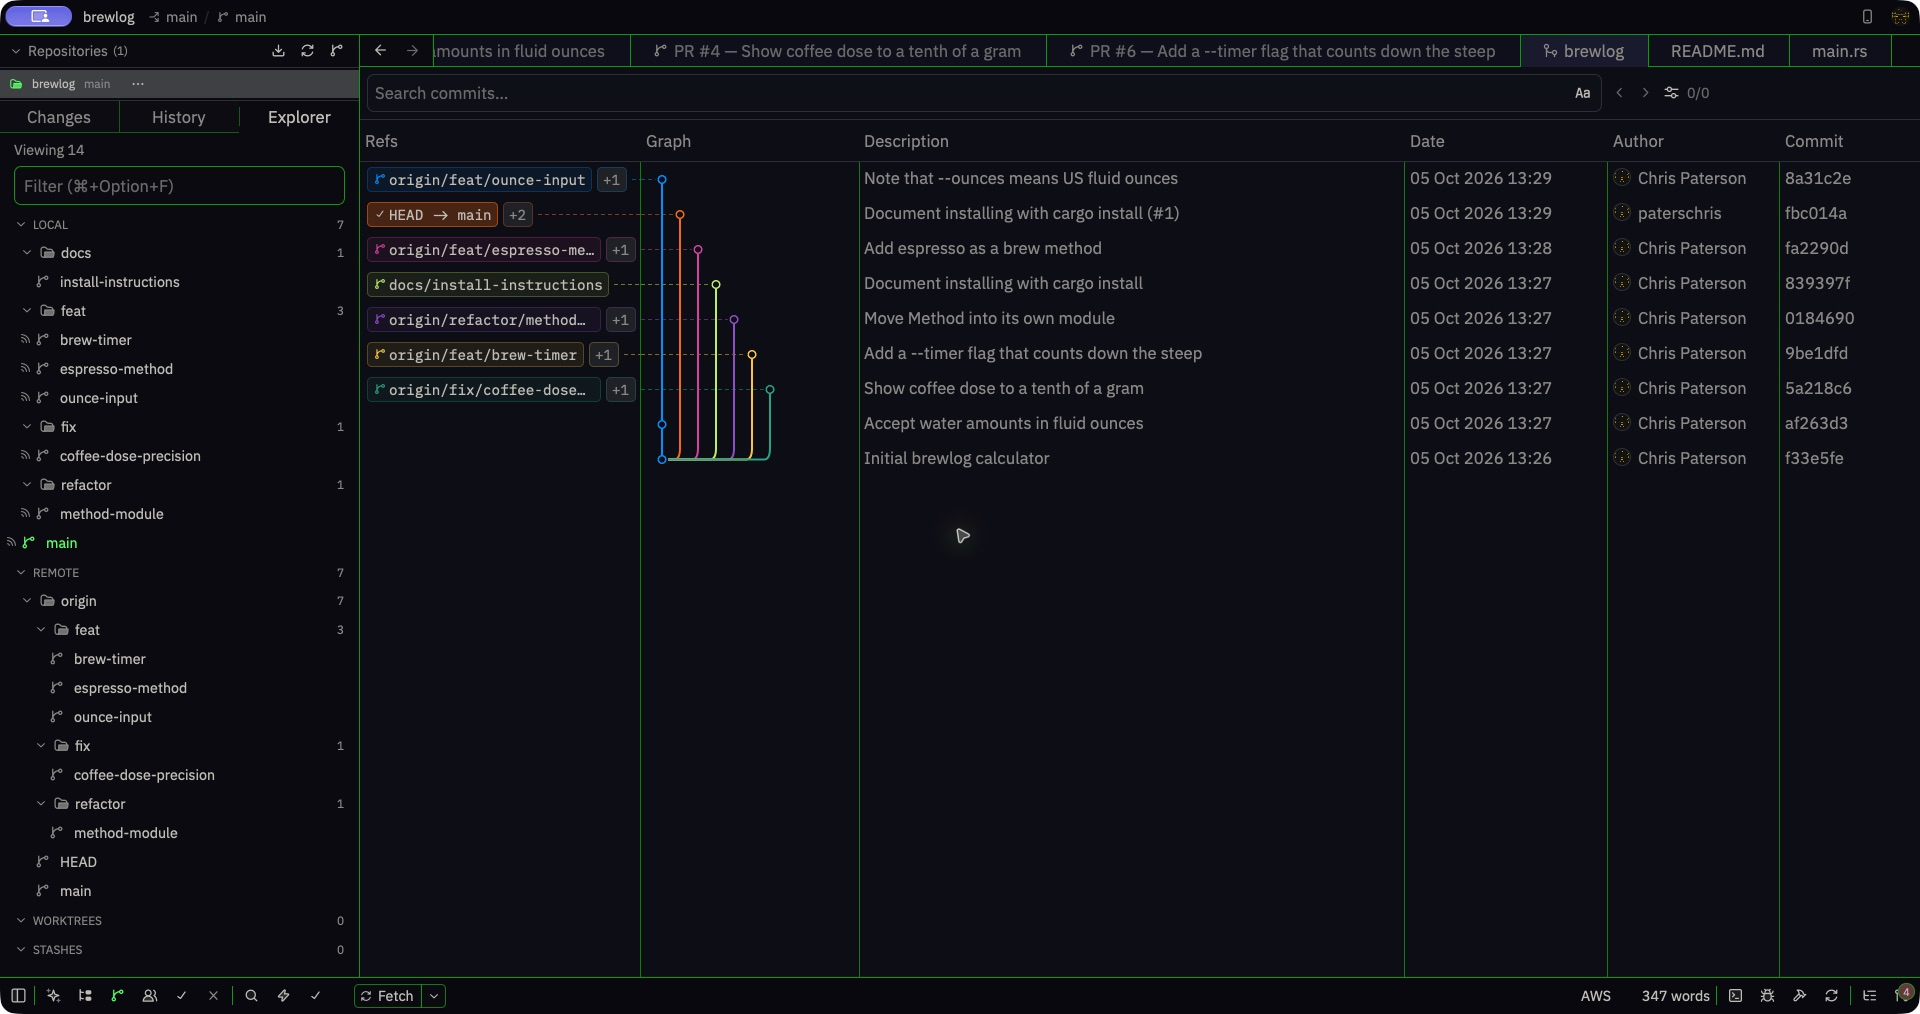 brewlog main / main
Repositories (1)
mounts in fluid ounces
PR #4 — Show coffee dose to a tenth of a gram
PR #6 — Add a --timer flag that counts down the steep
brewlog
README.md
main.rs
brewlog main ...
Search commits...
Aa
0/0
Changes
History
Explorer
Refs
Graph
Description
Date
Author
Commit
Viewing 14
Filter (⌘+Option+F)
origin/feat/ounce-input +1 Note that --ounces means US fluid ounces 05 Oct 2026 13:29 Chris Paterson 8a31c2e
HEAD → main +2 Document installing with cargo install (#1) 05 Oct 2026 13:29 paterschris fbc014a
origin/feat/espresso-me… +1 Add espresso as a brew method 05 Oct 2026 13:28 Chris Paterson fa2290d
docs/install-instructions Document installing with cargo install 05 Oct 2026 13:27 Chris Paterson 839397f
origin/refactor/method… +1 Move Method into its own module 05 Oct 2026 13:27 Chris Paterson 0184690
origin/feat/brew-timer +1 Add a --timer flag that counts down the steep 05 Oct 2026 13:27 Chris Paterson 9be1dfd
origin/fix/coffee-dose… +1 Show coffee dose to a tenth of a gram 05 Oct 2026 13:27 Chris Paterson 5a218c6
Accept water amounts in fluid ounces 05 Oct 2026 13:27 Chris Paterson af263d3
Initial brewlog calculator 05 Oct 2026 13:26 Chris Paterson f33e5fe
LOCAL 7
docs 1
install-instructions
feat 3
brew-timer
espresso-method
ounce-input
fix 1
coffee-dose-precision
refactor 1
method-module
main
REMOTE 7
origin 7
feat 3
brew-timer
espresso-method
ounce-input
fix 1
coffee-dose-precision
refactor 1
method-module
HEAD
main
WORKTREES 0
STASHES 0
Fetch
AWS
347 words
4